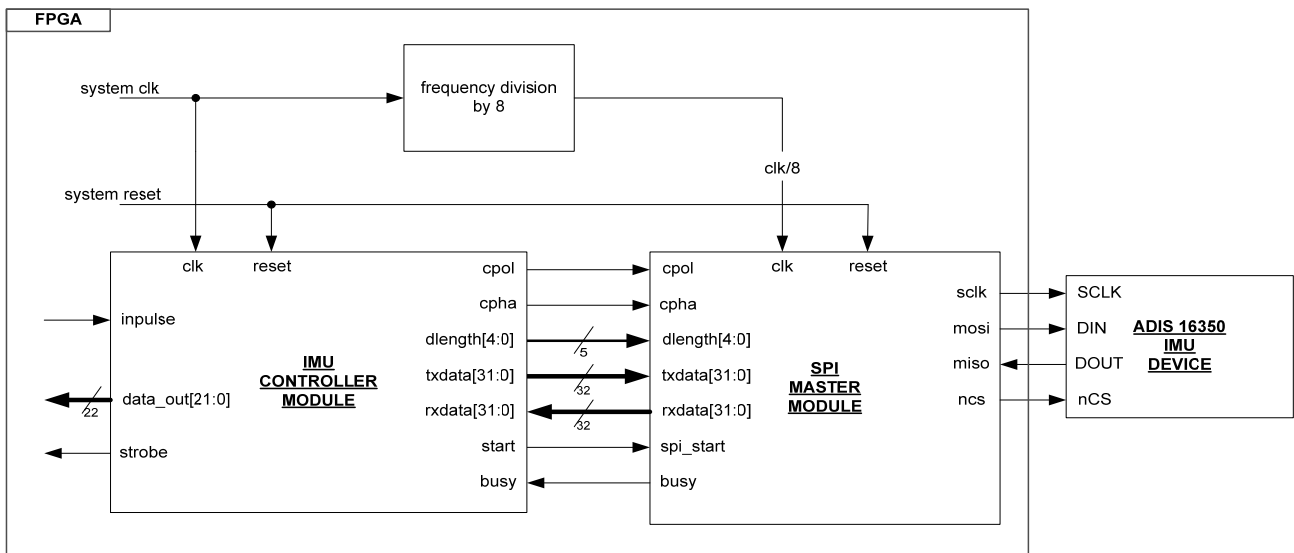 FPGA
system clk
frequency division
by 8
clk/8
system reset
clk
reset
cpol
cpha
dlength[4:0]
txdata[31:0]
rxdata[31:0]
start
busy
inpulse
data_out[21:0]
strobe
22
IMU
CONTROLLER
MODULE
5
32
32
cpol
clk
reset
cpha
dlength[4:0]
txdata[31:0]
rxdata[31:0]
spi_start
busy
SPI
MASTER
MODULE
sclk
mosi
miso
ncs
SCLK
DIN
DOUT
nCS
ADIS 16350
IMU
DEVICE